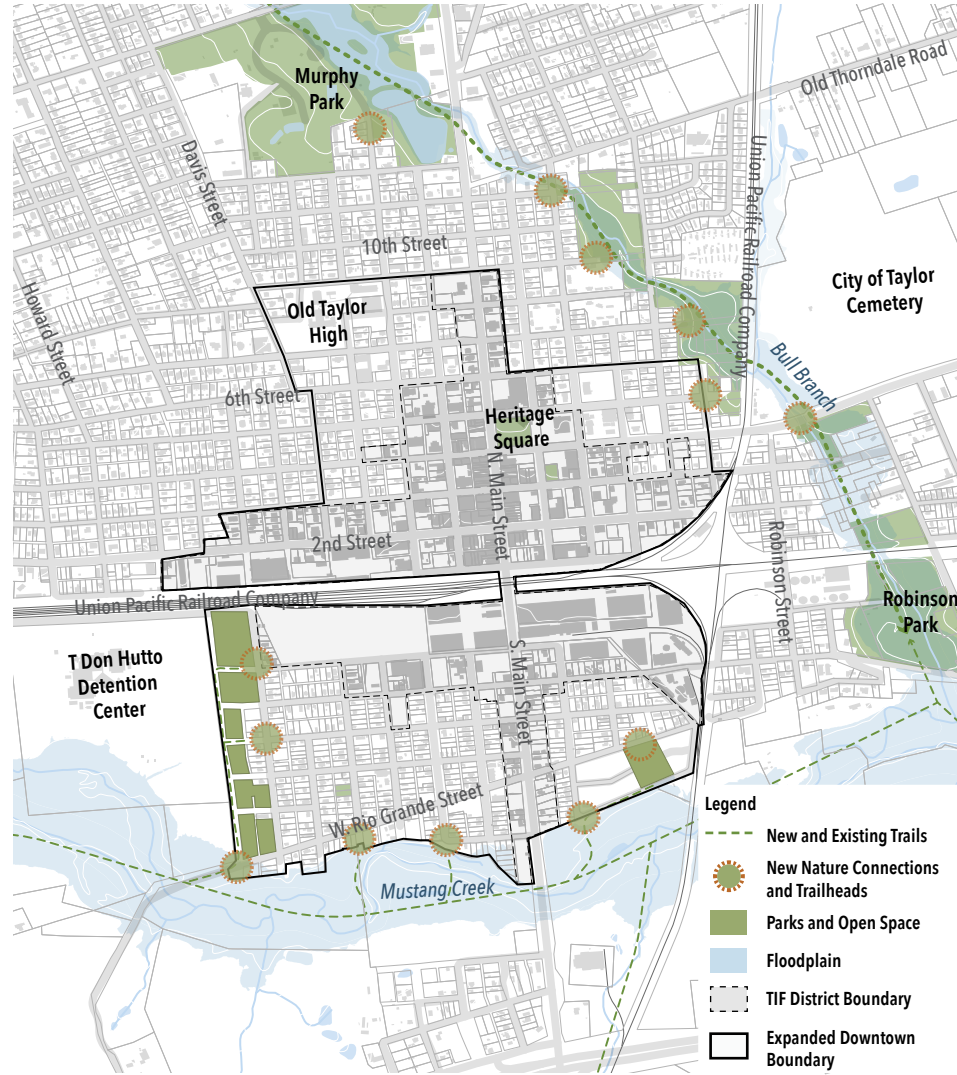 Murphy
Park
Old Thorndale Road
Davis Street
Union Pacific Railroad Company
10th Street
City of Taylor
Cemetery
Howard Street
Old Taylor
High
Bull Branch
6th Street
Heritage
Square
N. Main Street
2nd Street
Robinson Street
Union Pacific Railroad Company
Robinson
Park
T Don Hutto
Detention
Center
S. Main Street
W. Rio Grande Street
Mustang Creek
Legend
New and Existing Trails
New Nature Connections
and Trailheads
Parks and Open Space
Floodplain
TIF District Boundary
Expanded Downtown
Boundary